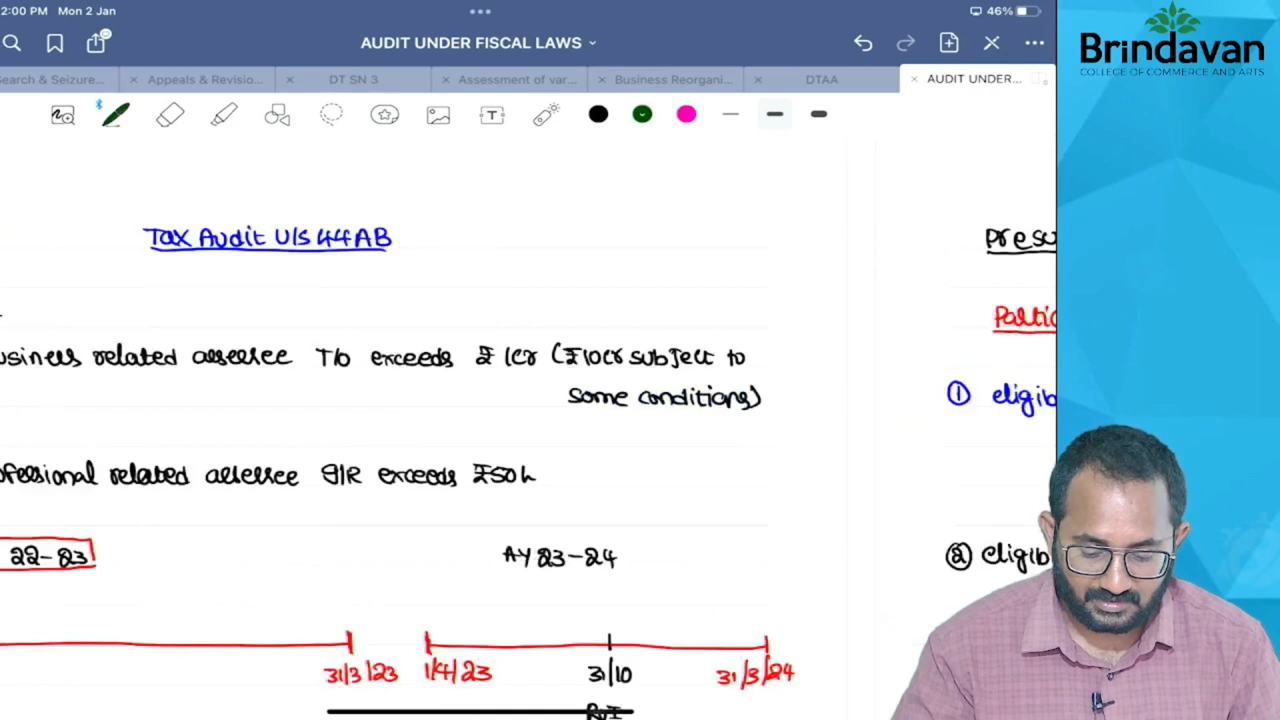 2:00 PM Mon 2 Jan
46%
AUDIT UNDER FISCAL LAWS
Brindavan
COLLEGE OF COMMERCE AND ARTS
earch & Seizure...
Appeals & Revisio...
DT SN 3
Assessment of var...
Business Reorgani...
DTAA
AUDIT UNDER...
Tax Audit U/s 44AB
usiness related assessee T/o exceeds ₹ 1Cr (₹10cr subject to
some conditions)
ofessional related assessee G/R exceeds ₹50L
22-23
AY 23-24
31/3/23
1/4/23
31/10
31/3/24
Presu
Partic
① eligib
② eligib